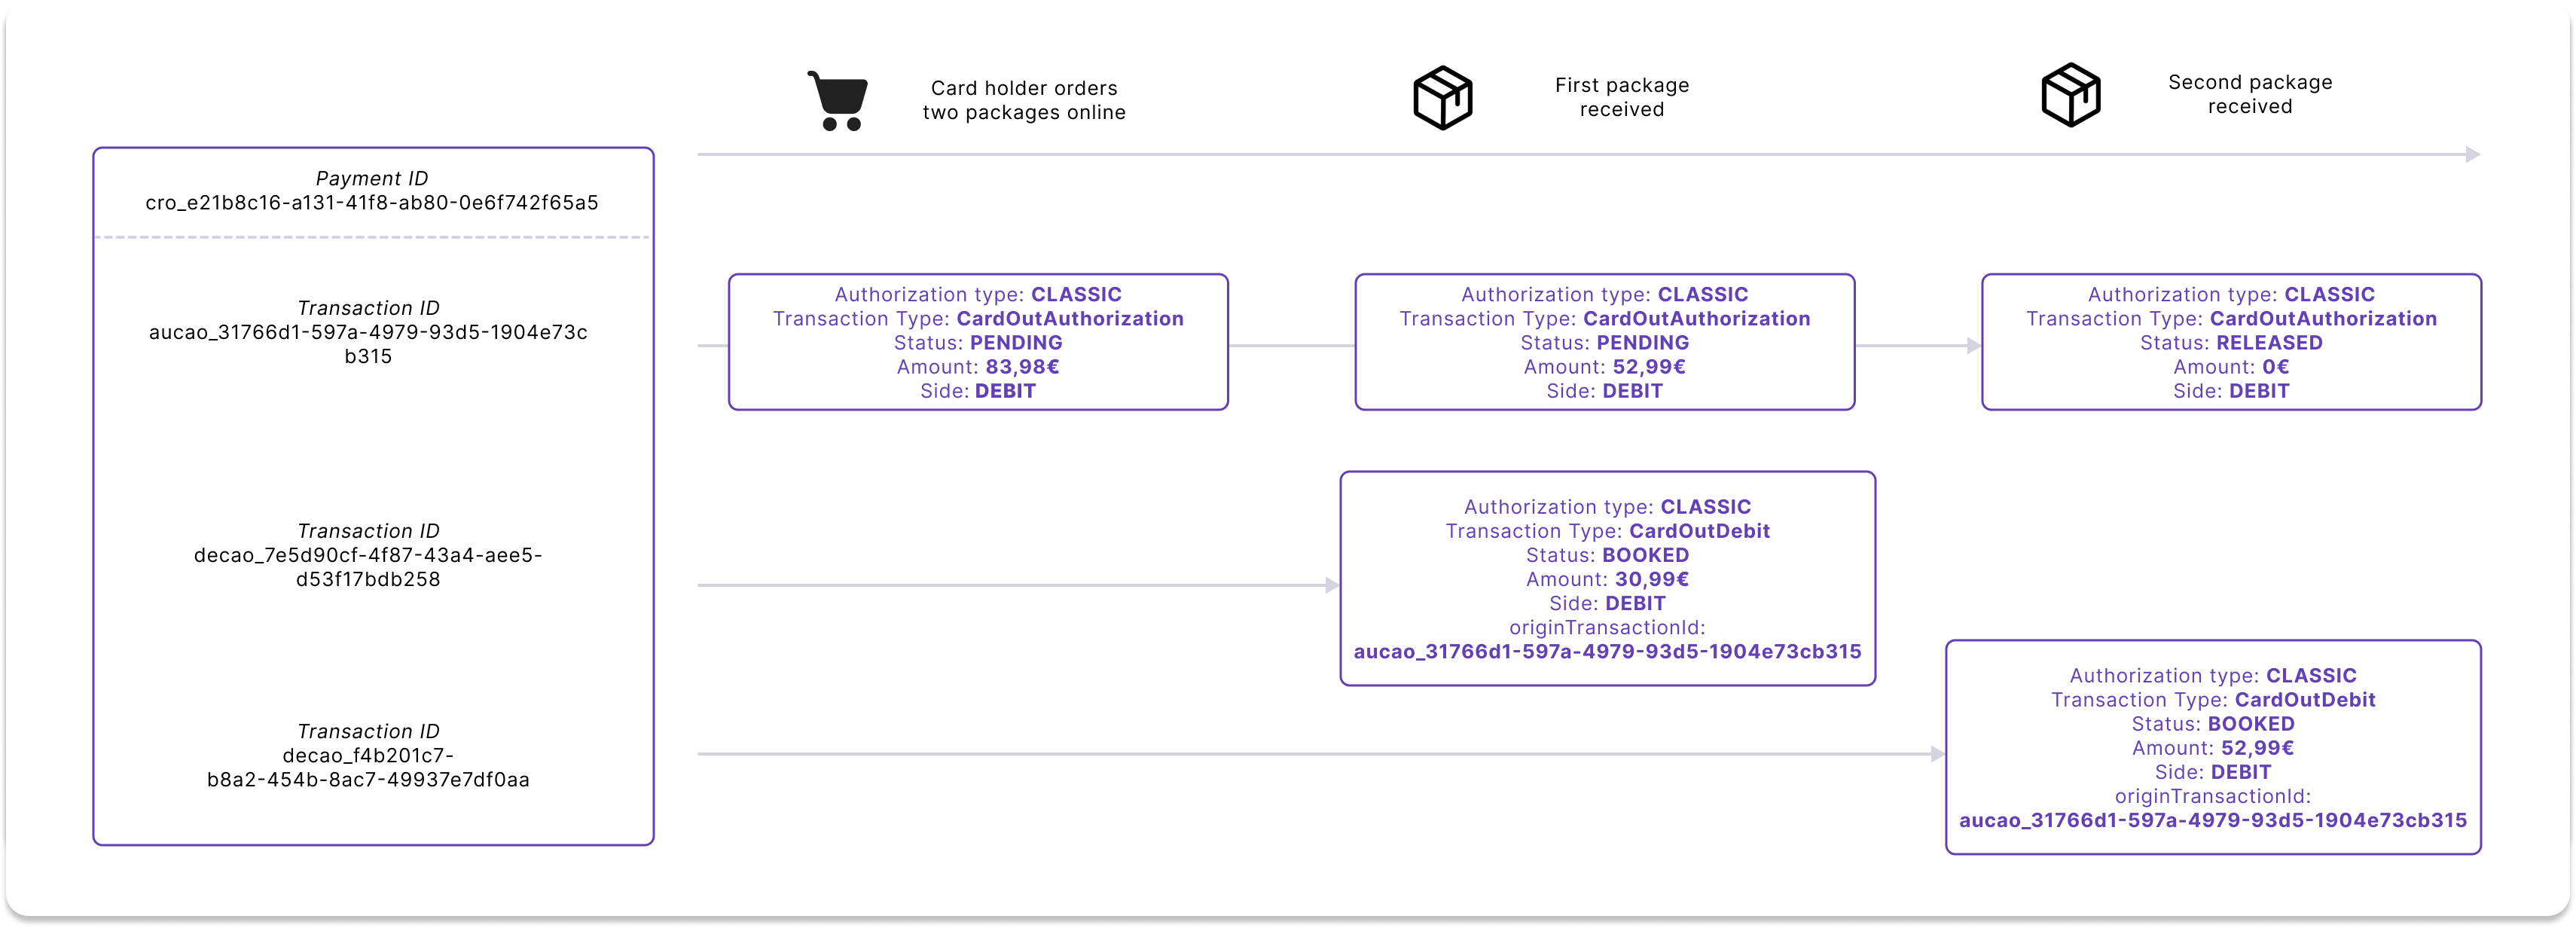 Card holder orders
two packages online
First package
received
Second package
received
Payment ID
cro_e21b8c16-a131-41f8-ab80-0e6f742f65a5
Transaction ID
aucao_31766d1-597a-4979-93d5-1904e73c
b315
Authorization type: CLASSIC
Transaction Type: CardOutAuthorization
Status: PENDING
Amount: 83,98€
Side: DEBIT
Authorization type: CLASSIC
Transaction Type: CardOutAuthorization
Status: PENDING
Amount: 52,99€
Side: DEBIT
Authorization type: CLASSIC
Transaction Type: CardOutAuthorization
Status: RELEASED
Amount: 0€
Side: DEBIT
Transaction ID
decao_7e5d90cf-4f87-43a4-aee5-
d53f17bdb258
Authorization type: CLASSIC
Transaction Type: CardOutDebit
Status: BOOKED
Amount: 30,99€
Side: DEBIT
originTransactionId:
aucao_31766d1-597a-4979-93d5-1904e73cb315
Transaction ID
decao_f4b201c7-
b8a2-454b-8ac7-49937e7df0aa
Authorization type: CLASSIC
Transaction Type: CardOutDebit
Status: BOOKED
Amount: 52,99€
Side: DEBIT
originTransactionId:
aucao_31766d1-597a-4979-93d5-1904e73cb315